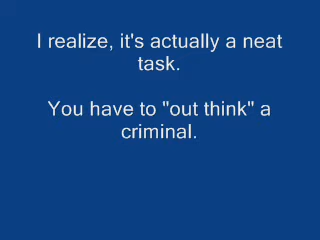 I realize, it's actually a neat
task.
You have to "out think" a
criminal.